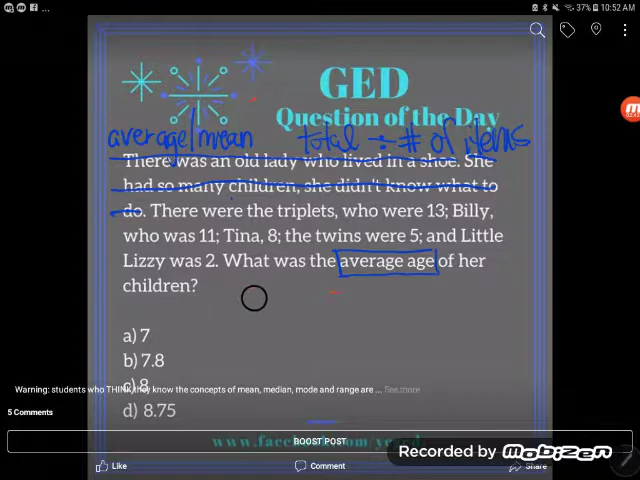 37% 10:52 AM
GED
Question of the Day
average/mean total ÷ # of items
There was an old lady who lived in a shoe. She
had so many children, she didn't know what to
do. There were the triplets, who were 13; Billy,
who was 11; Tina, 8; the twins were 5; and Little
Lizzy was 2. What was the average age of her
children?
a) 7
b) 7.8
c) 8
Warning: students who THINK they know the concepts of mean, median, mode and range are ... See more
d) 8.75
5 Comments
BOOST POST
Recorded by MOBIZEN
Like Comment Share